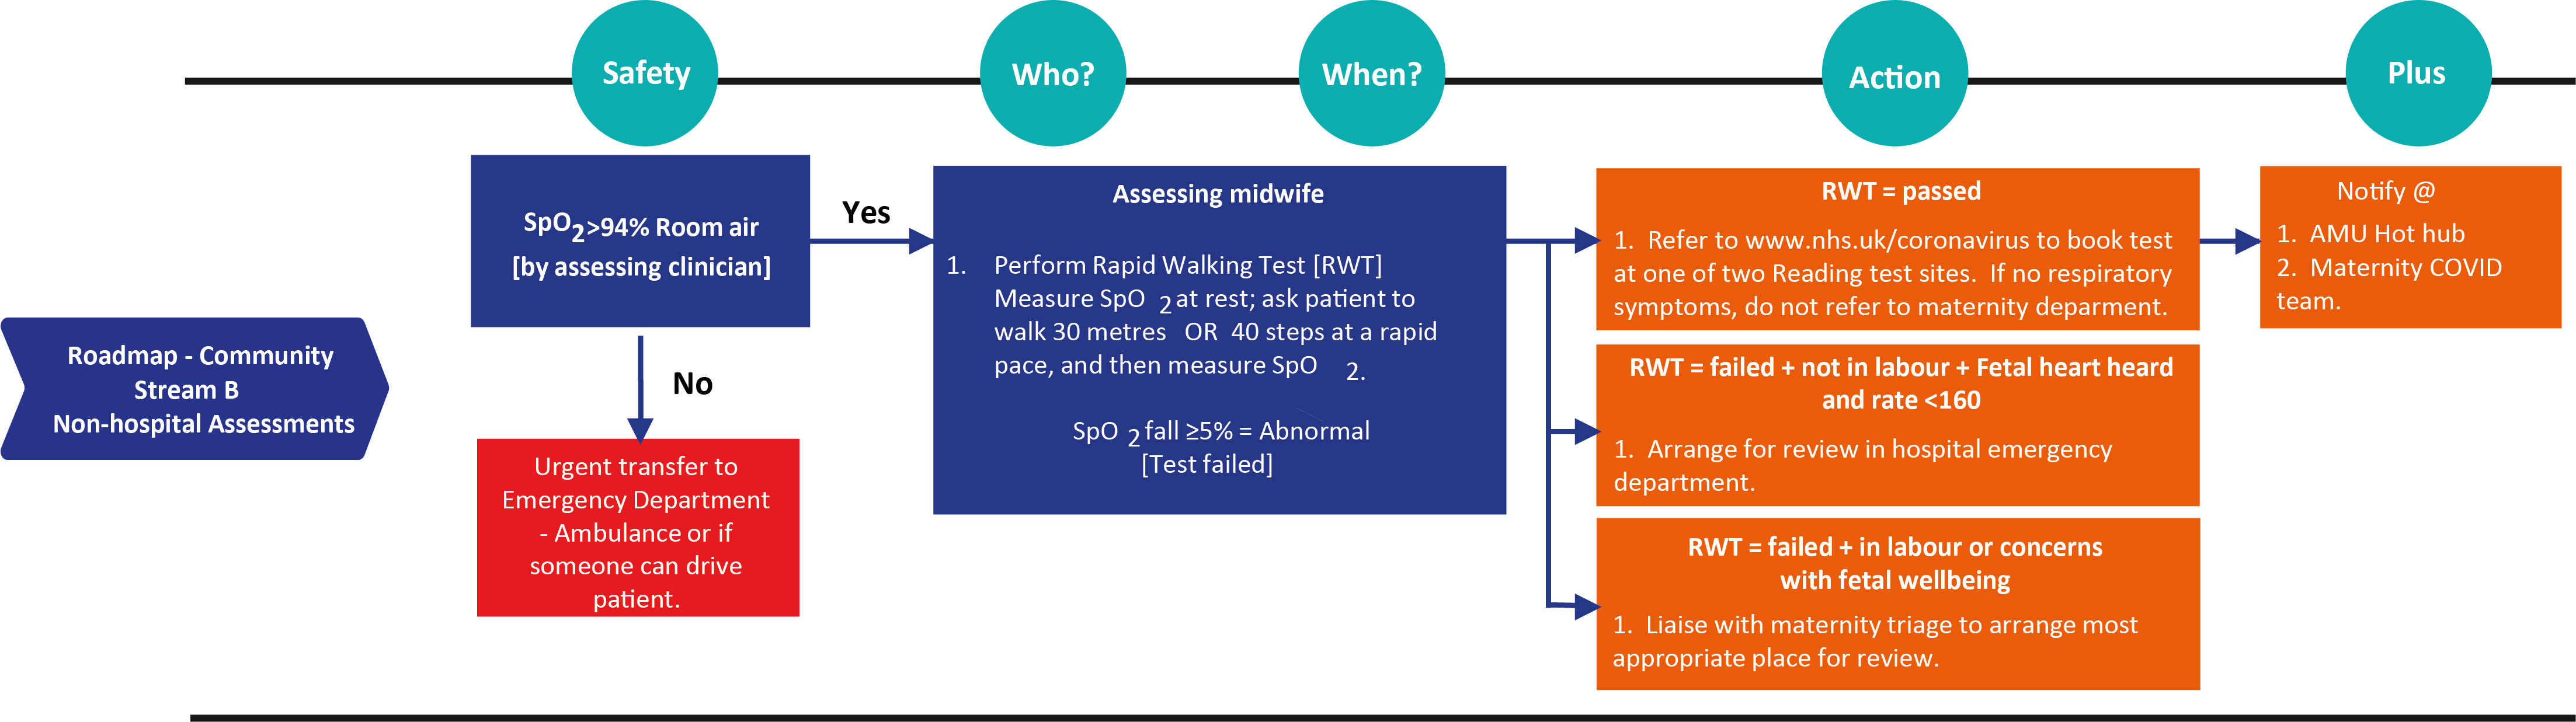 Safety
Who?
When?
Action
Plus
Roadmap - Community
Stream B
Non-hospital Assessments
SpO2>94% Room air
[by assessing clinician]
Yes
No
Urgent transfer to
Emergency Department
- Ambulance or if
someone can drive
patient.
Assessing midwife
1. Perform Rapid Walking Test [RWT]
Measure SpO 2 at rest; ask patient to
walk 30 metres OR 40 steps at a rapid
pace, and then measure SpO 2.
SpO 2 fall ≥5% = Abnormal
[Test failed]
RWT = passed
1. Refer to www.nhs.uk/coronavirus to book test
at one of two Reading test sites. If no respiratory
symptoms, do not refer to maternity deparment.
RWT = failed + not in labour + Fetal heart heard
and rate <160
1. Arrange for review in hospital emergency
department.
RWT = failed + in labour or concerns
with fetal wellbeing
1. Liaise with maternity triage to arrange most
appropriate place for review.
Notify @
1. AMU Hot hub
2. Maternity COVID
team.